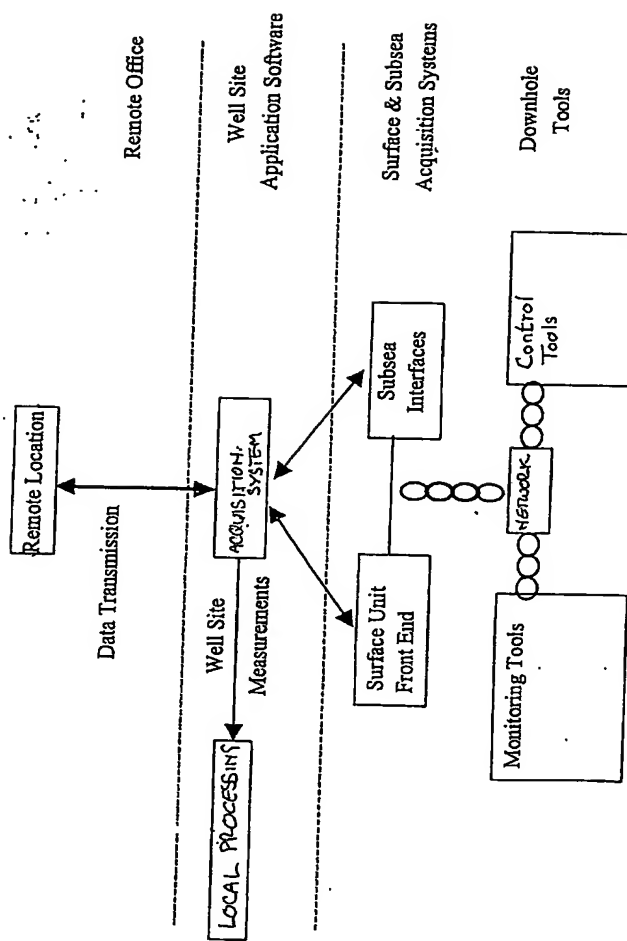 Remote Location
Remote Office
Data Transmission
LOCAL PROCESSING
Well Site
Measurements
ACQUISITION.
SYSTEM
Well Site
Application Software
Surface Unit
Front End
Subsea
Interfaces
Surface & Subsea
Acquisition Systems
Monitoring Tools
NETWORK
Control
Tools
Downhole
Tools